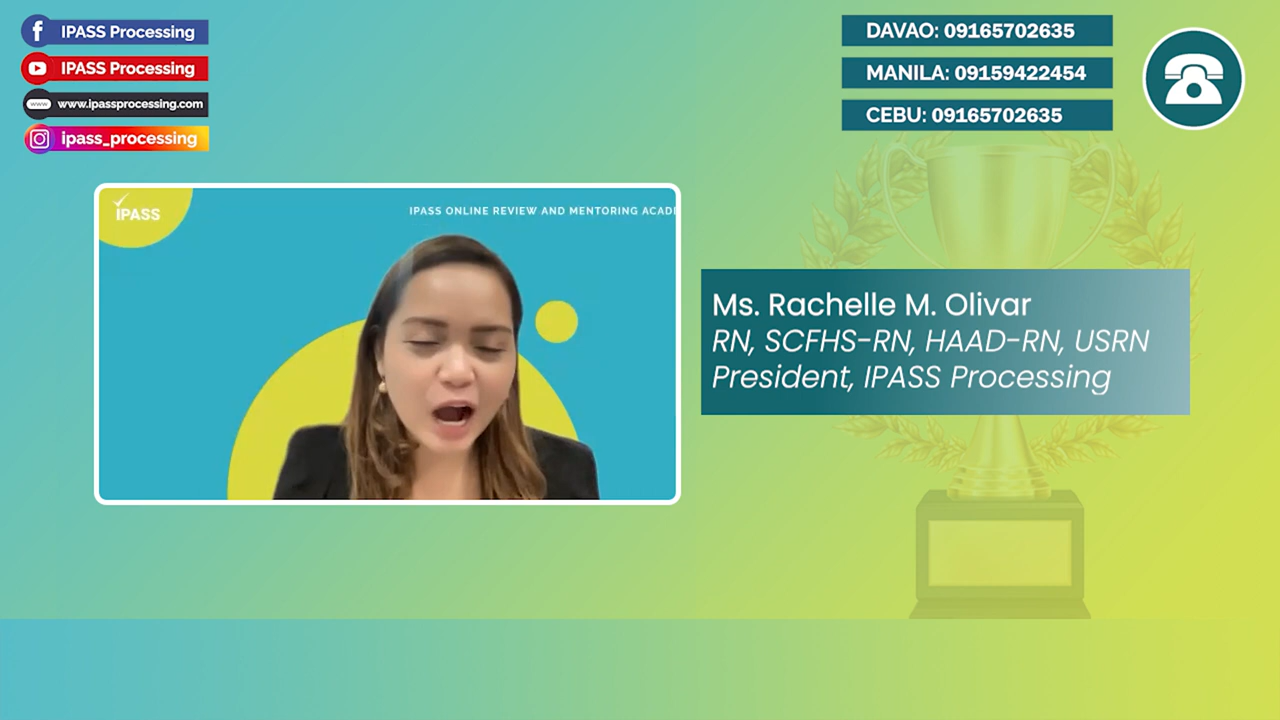 IPASS Processing
IPASS Processing
www
www.ipassprocessing.com
ipass_processing
DAVAO: 09165702635
MANILA: 09159422454
CEBU: 09165702635
IPASS
IPASS ONLINE REVIEW AND MENTORING
Ms. Rachelle M. Olivar
RN, SCFHS-RN, HAAD-RN, USRN
President, IPASS Processing